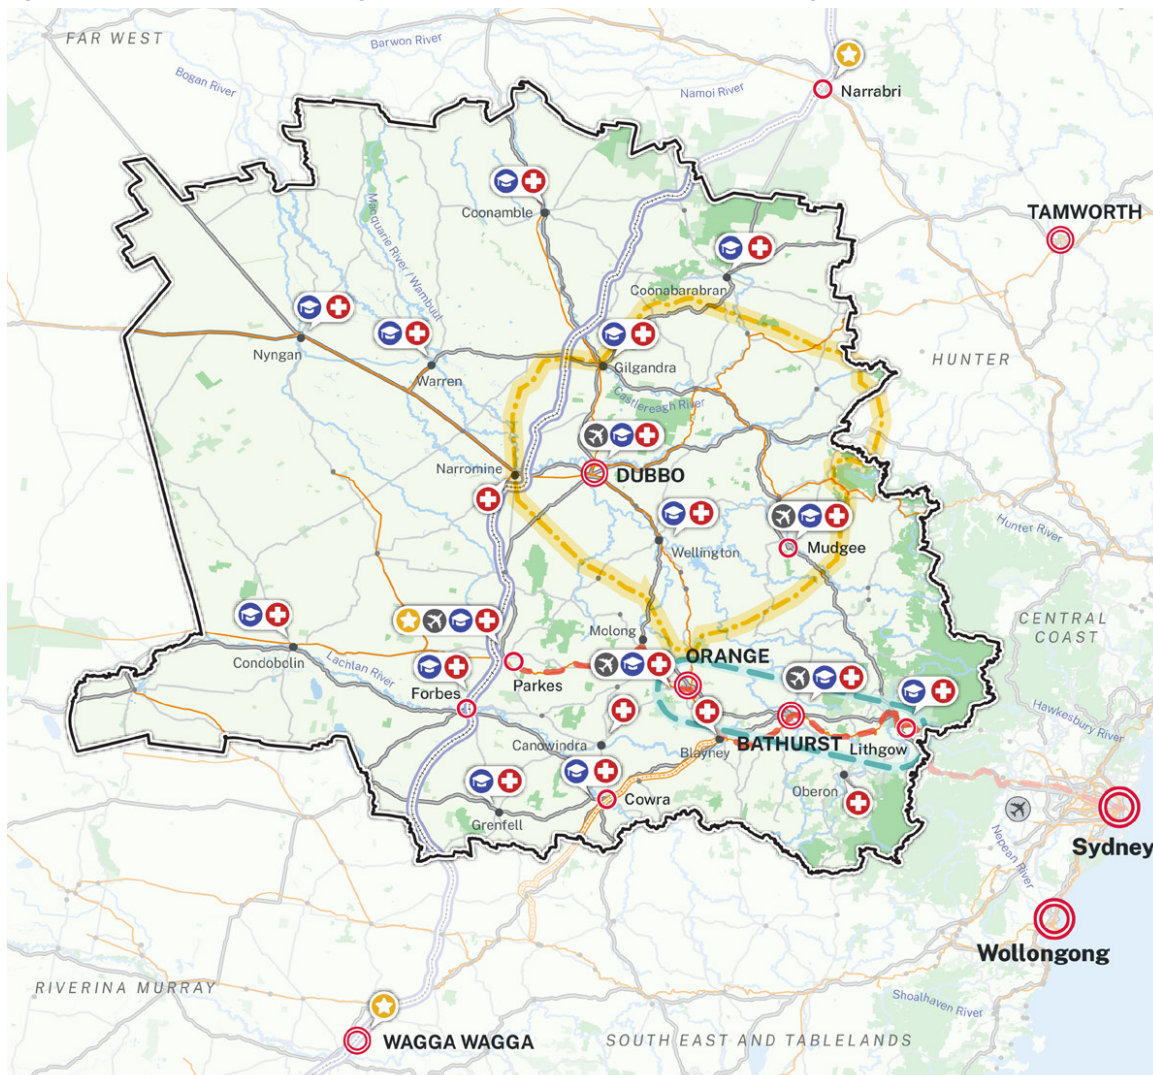 FAR WEST
Barwon River
Bogan River
Namoi River
Narrabri
TAMWORTH
Macquarie River / Wambuul
Coonamble
Coonabarabran
Nyngan
Warren
Gilgandra
HUNTER
Castlereagh River
Narromine
DUBBO
Wellington
Mudgee
Hunter River
CENTRAL
COAST
Molong
Condobolin
Lachlan River
ORANGE
Forbes
Parkes
Hawkesbury River
Canowindra
Blayney
BATHURST
Lithgow
Oberon
Cowra
Grenfell
Nepean River
Sydney
Wollongong
RIVERINA MURRAY
Shoalhaven River
WAGGA WAGGA
SOUTH EAST AND TABLELANDS